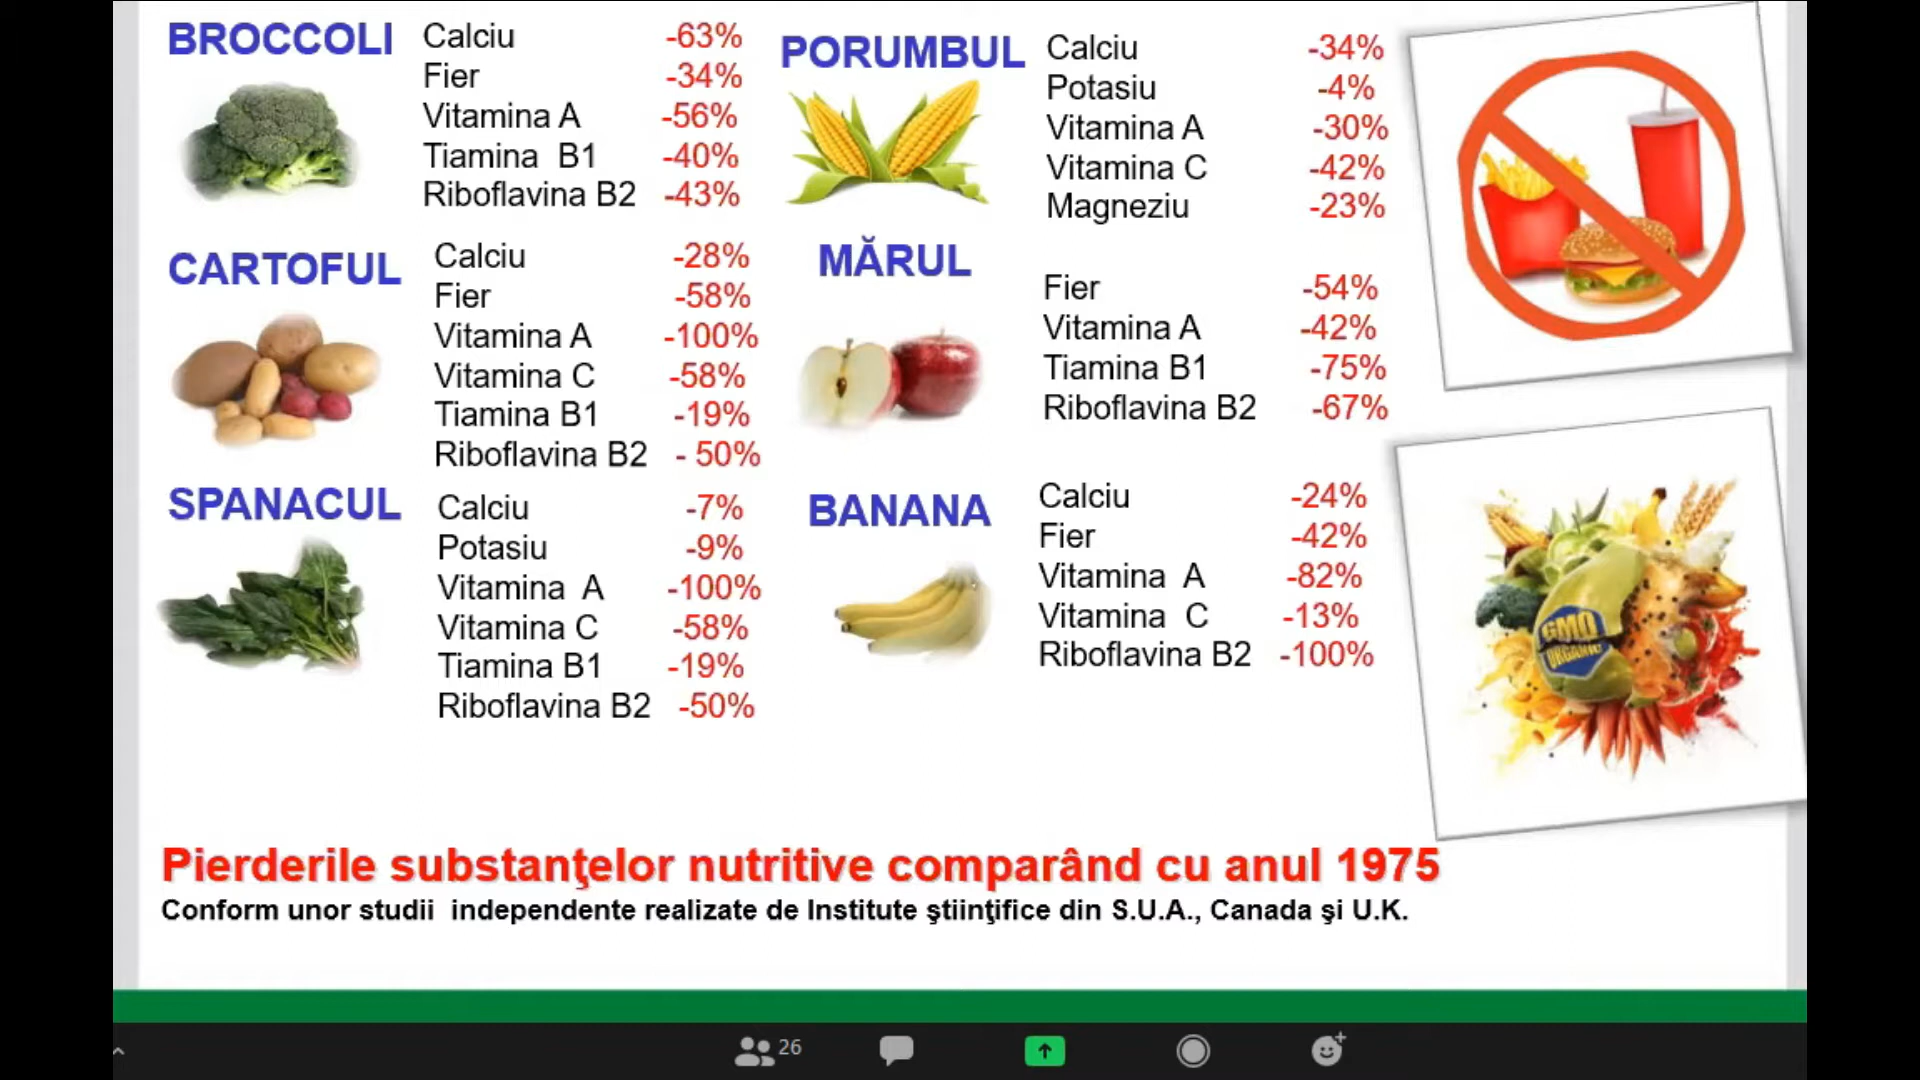 BROCCOLI
Calciu -63%
Fier -34%
Vitamina A -56%
Tiamina B1 -40%
Riboflavina B2 -43%
CARTOFUL
Calciu -28%
Fier -58%
Vitamina A -100%
Vitamina C -58%
Tiamina B1 -19%
Riboflavina B2 - 50%
SPANACUL
Calciu -7%
Potasiu -9%
Vitamina A -100%
Vitamina C -58%
Tiamina B1 -19%
Riboflavina B2 -50%
PORUMBUL
Calciu -34%
Potasiu -4%
Vitamina A -30%
Vitamina C -42%
Magneziu -23%
MĂRUL
Fier -54%
Vitamina A -42%
Tiamina B1 -75%
Riboflavina B2 -67%
BANANA
Calciu -24%
Fier -42%
Vitamina A -82%
Vitamina C -13%
Riboflavina B2 -100%
GMO
ORGANIC
Pierderile substanţelor nutritive comparând cu anul 1975
Conform unor studii independente realizate de Institute ştiinţifice din S.U.A., Canada şi U.K.
26